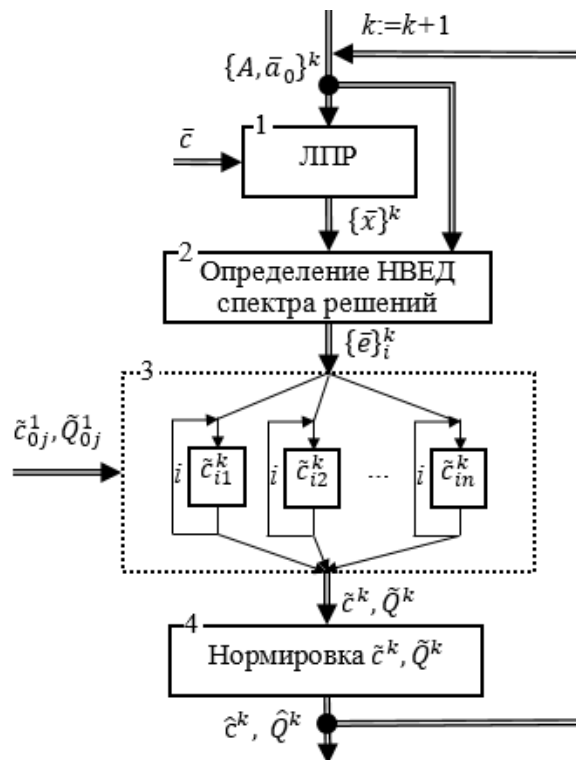 k:=k+1
{A, ā₀}ᵏ
1
c̄
ЛПР
{x̄}ᵏ
2
Определение НВЕД
спектра решений
{ē}ᵢᵏ
3
c̃¹₀ⱼ, Q̃¹₀ⱼ
i c̃ᵏᵢ₁ i c̃ᵏᵢ₂ ... i c̃ᵏᵢₙ
c̃ᵏ, Q̃ᵏ
4
Нормировка c̃ᵏ, Q̃ᵏ
ĉᵏ, Q̂ᵏ